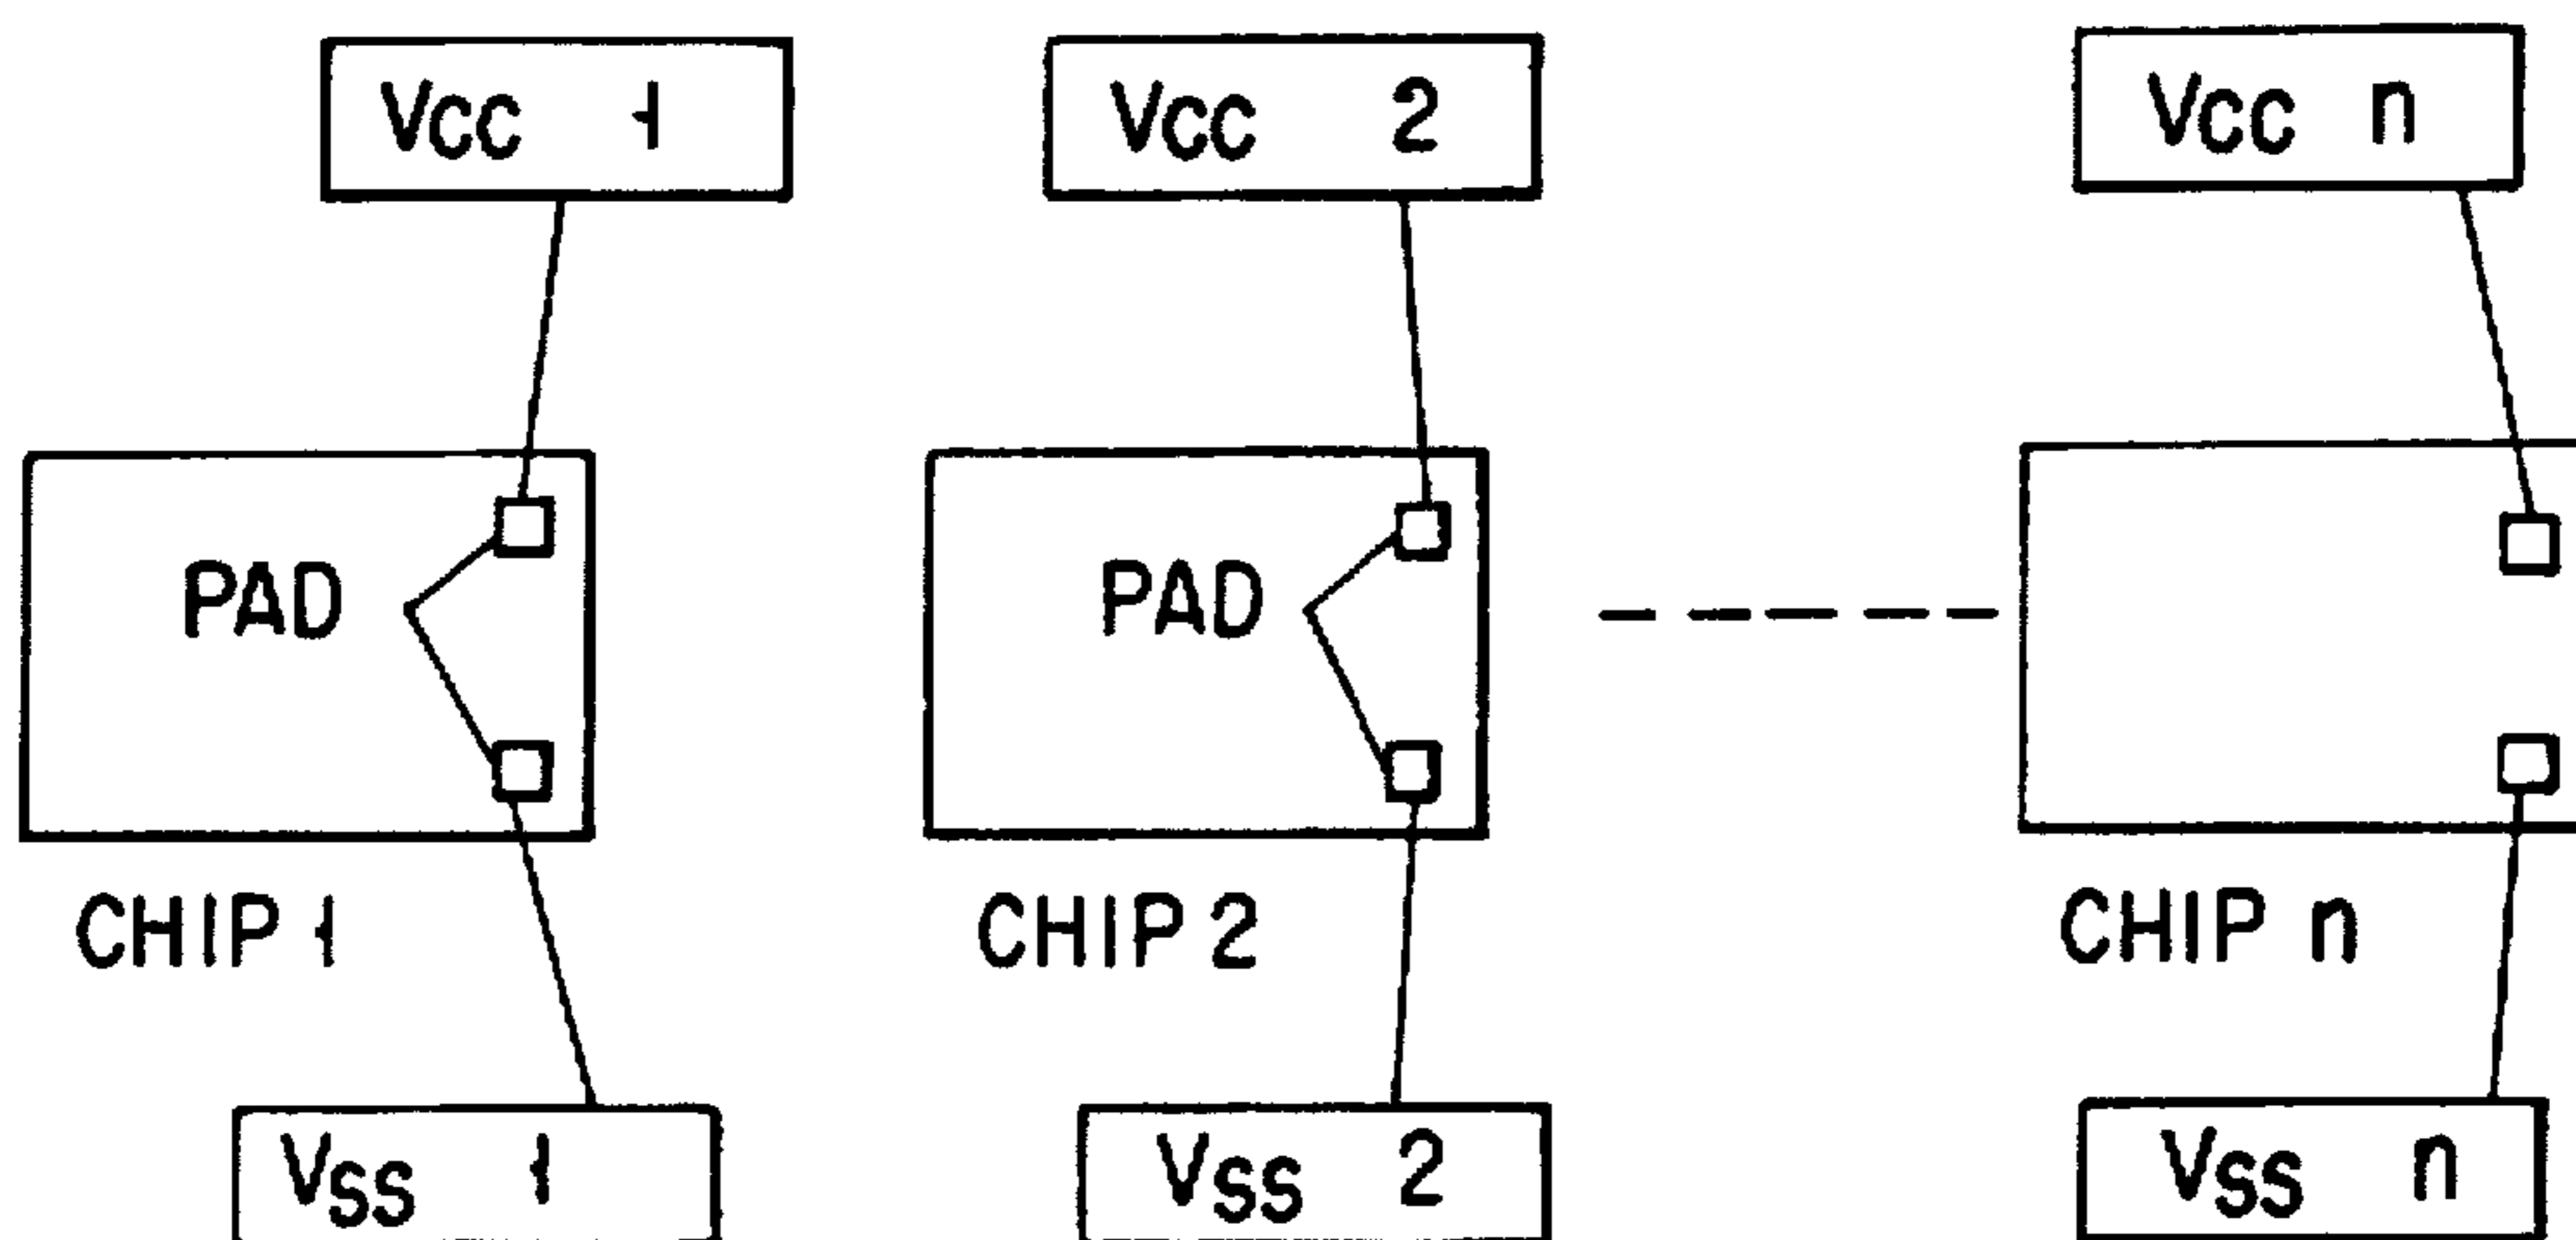 VCC 1
VCC 2
VCC n
PAD
PAD
CHIP 1
CHIP 2
CHIP n
VSS 1
VSS 2
VSS n